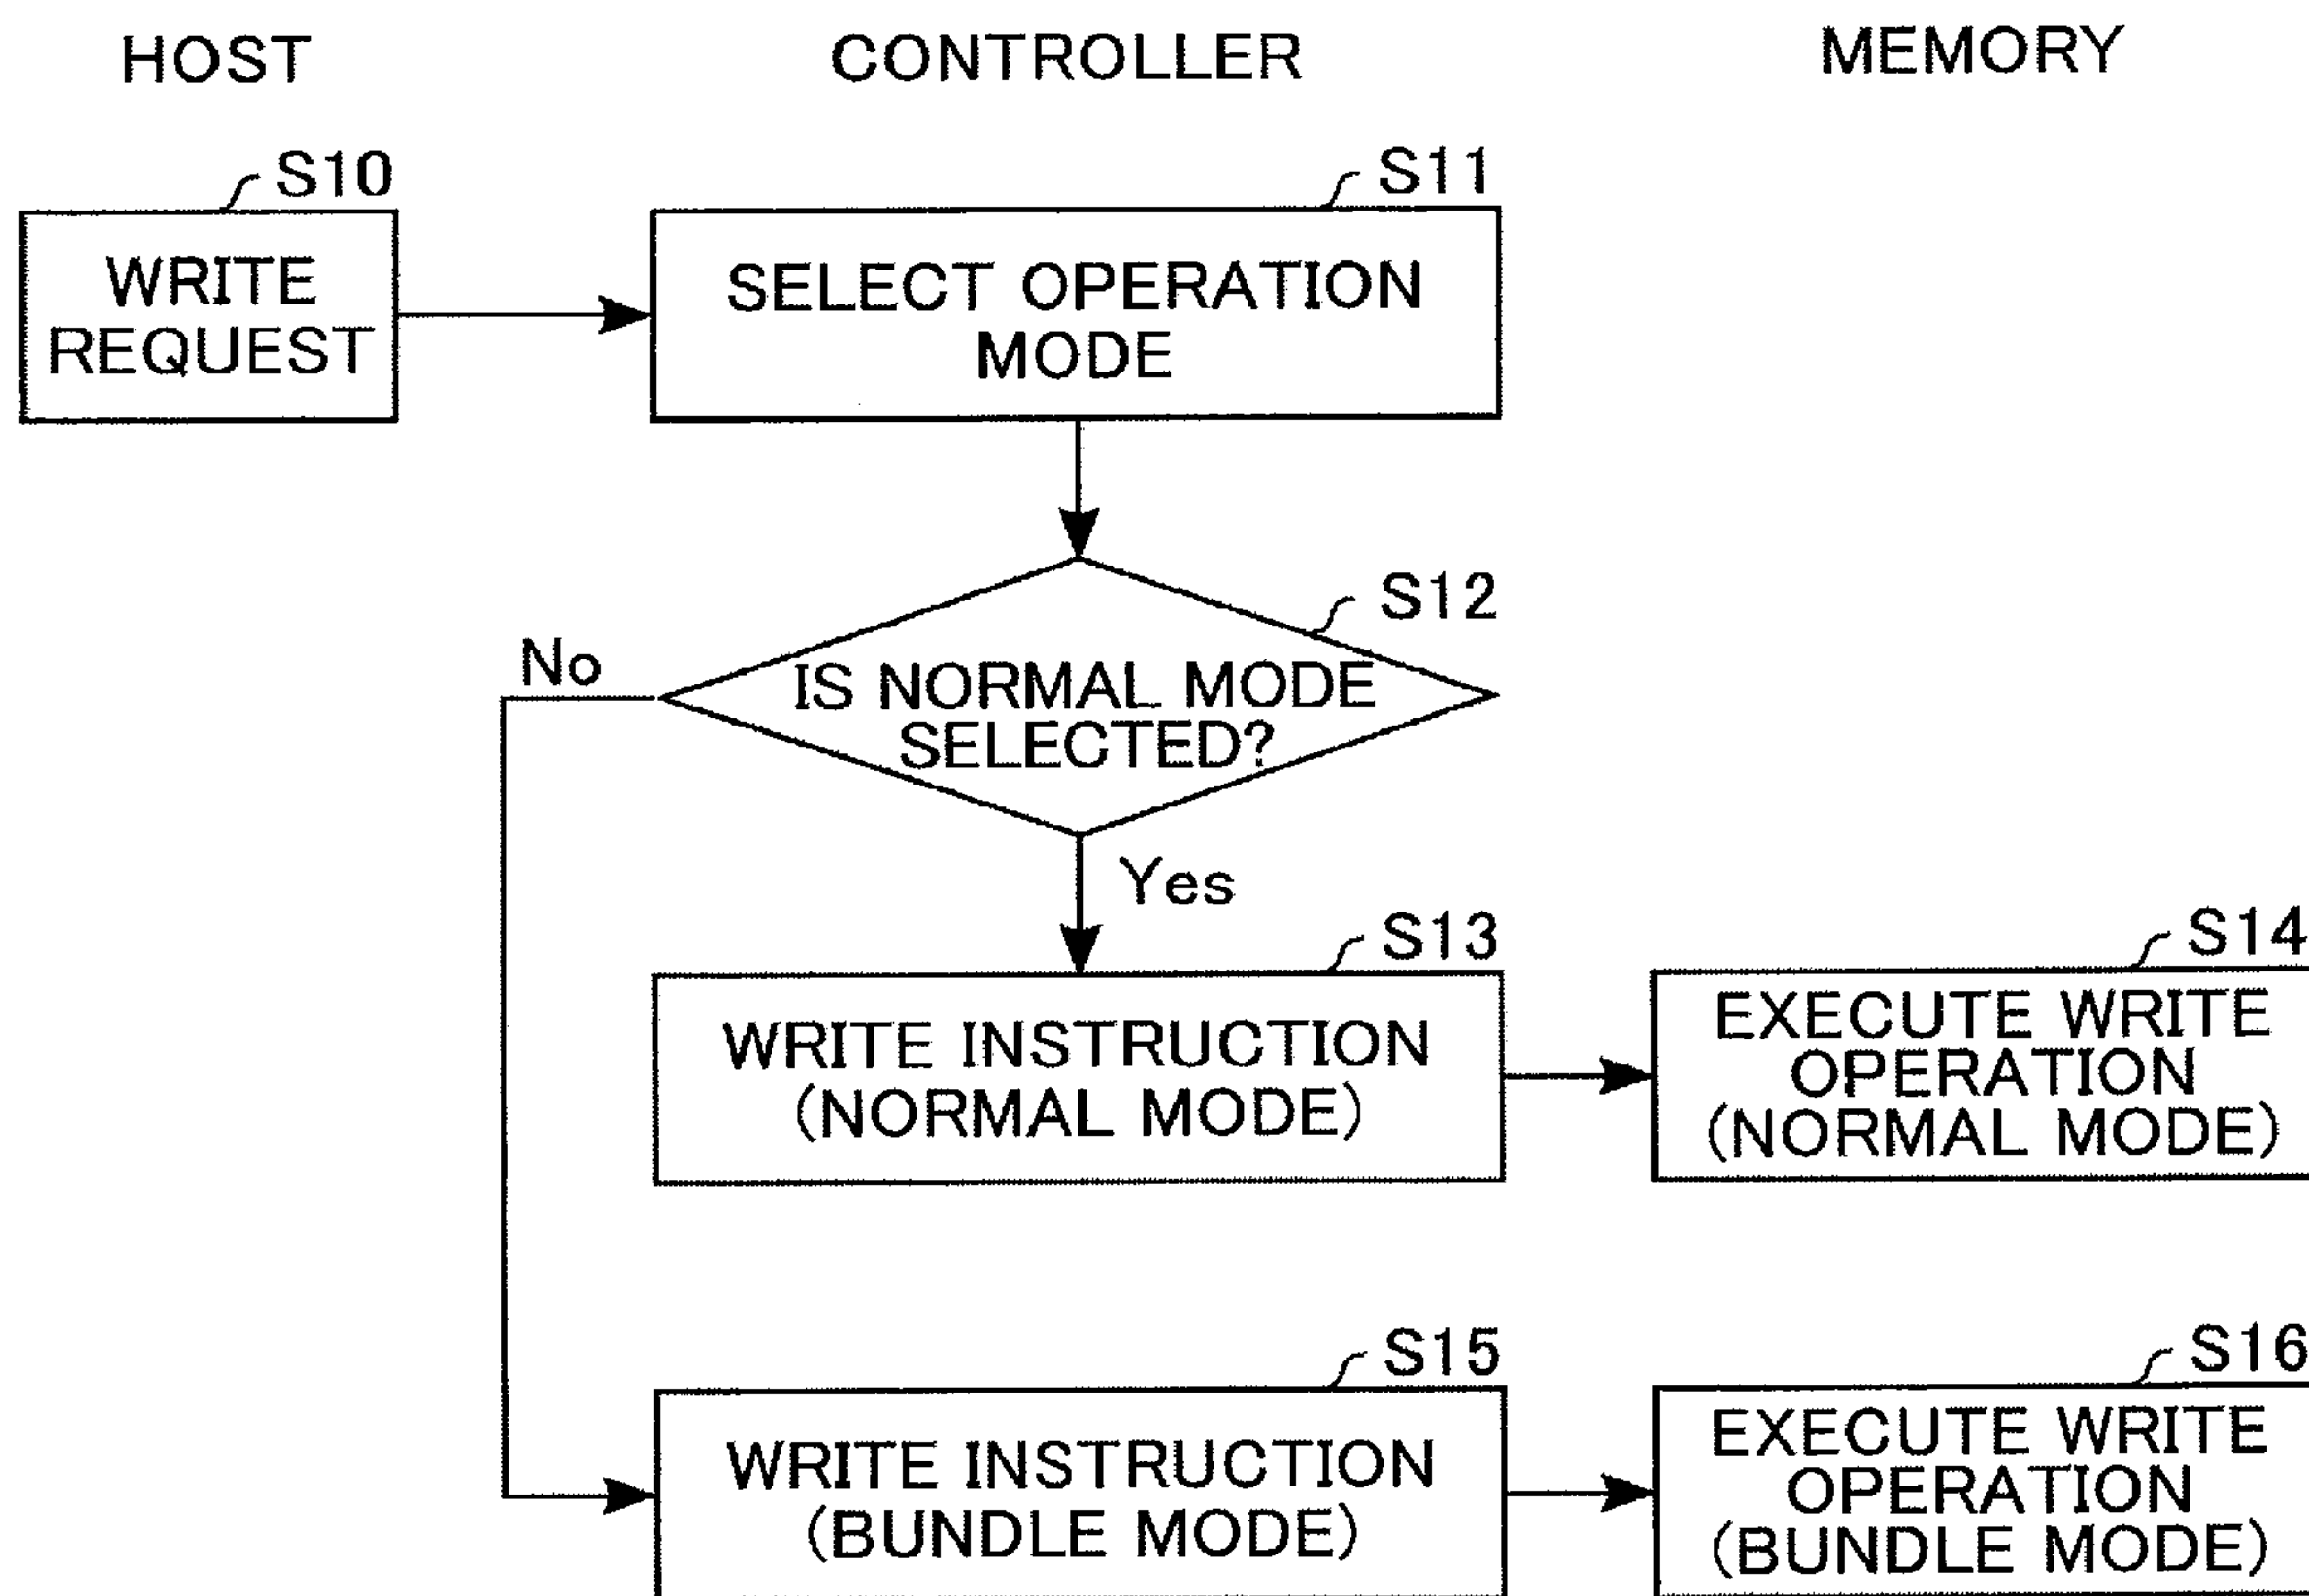 HOST
CONTROLLER
MEMORY
S10
WRITE
REQUEST
S11
SELECT OPERATION
MODE
S12
IS NORMAL MODE
SELECTED?
No
Yes
S13
WRITE INSTRUCTION
(NORMAL MODE)
S14
EXECUTE WRITE
OPERATION
(NORMAL MODE)
S15
WRITE INSTRUCTION
(BUNDLE MODE)
S16
EXECUTE WRITE
OPERATION
(BUNDLE MODE)